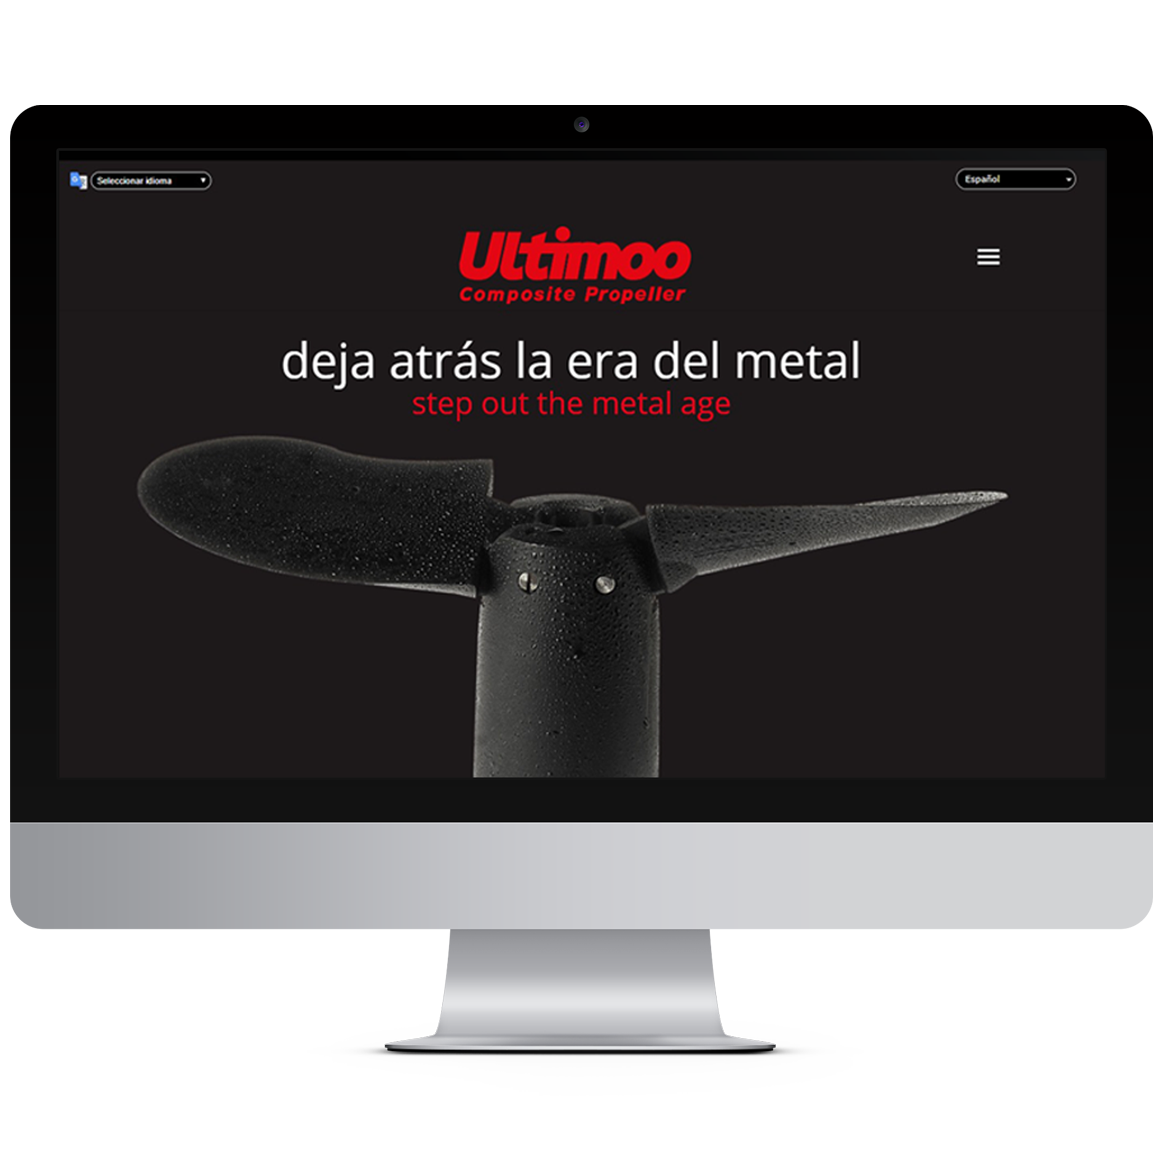 Seleccionar idioma
Español
Ultimoo
Composite Propeller
deja atrás la era del metal
step out the metal age